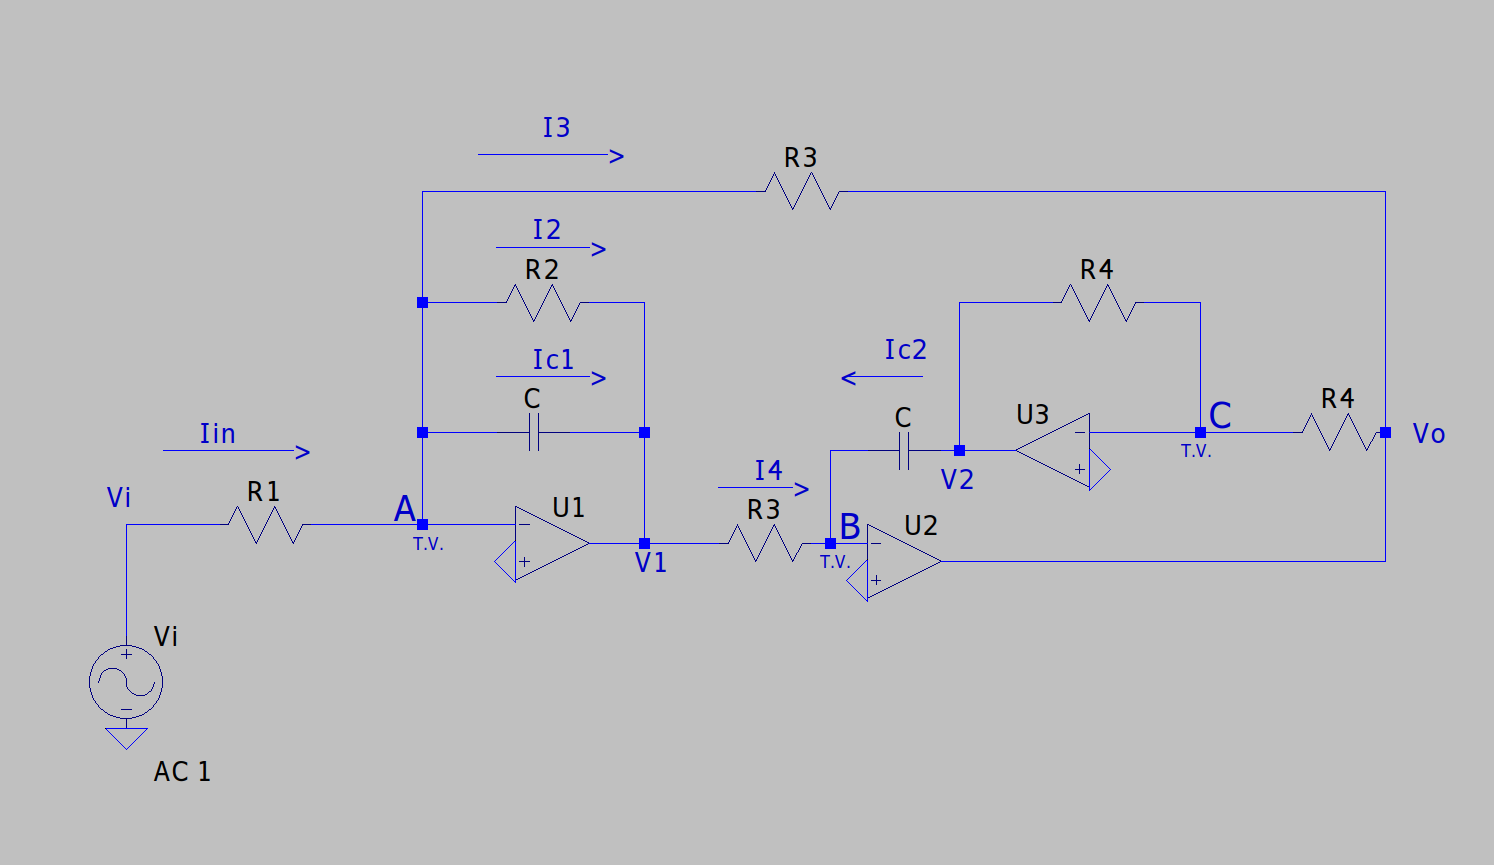 I3
>
R3
I2
>
R2
R4
Ic1
>
Ic2
<
C
C
U3
C
R4
Iin
>
−
Vo
T.V.
+
V2
I4
>
Vi
R1
A
U1
R3
B
U2
−
T.V.
+
V1
T.V.
−
+
Vi
+
−
AC 1